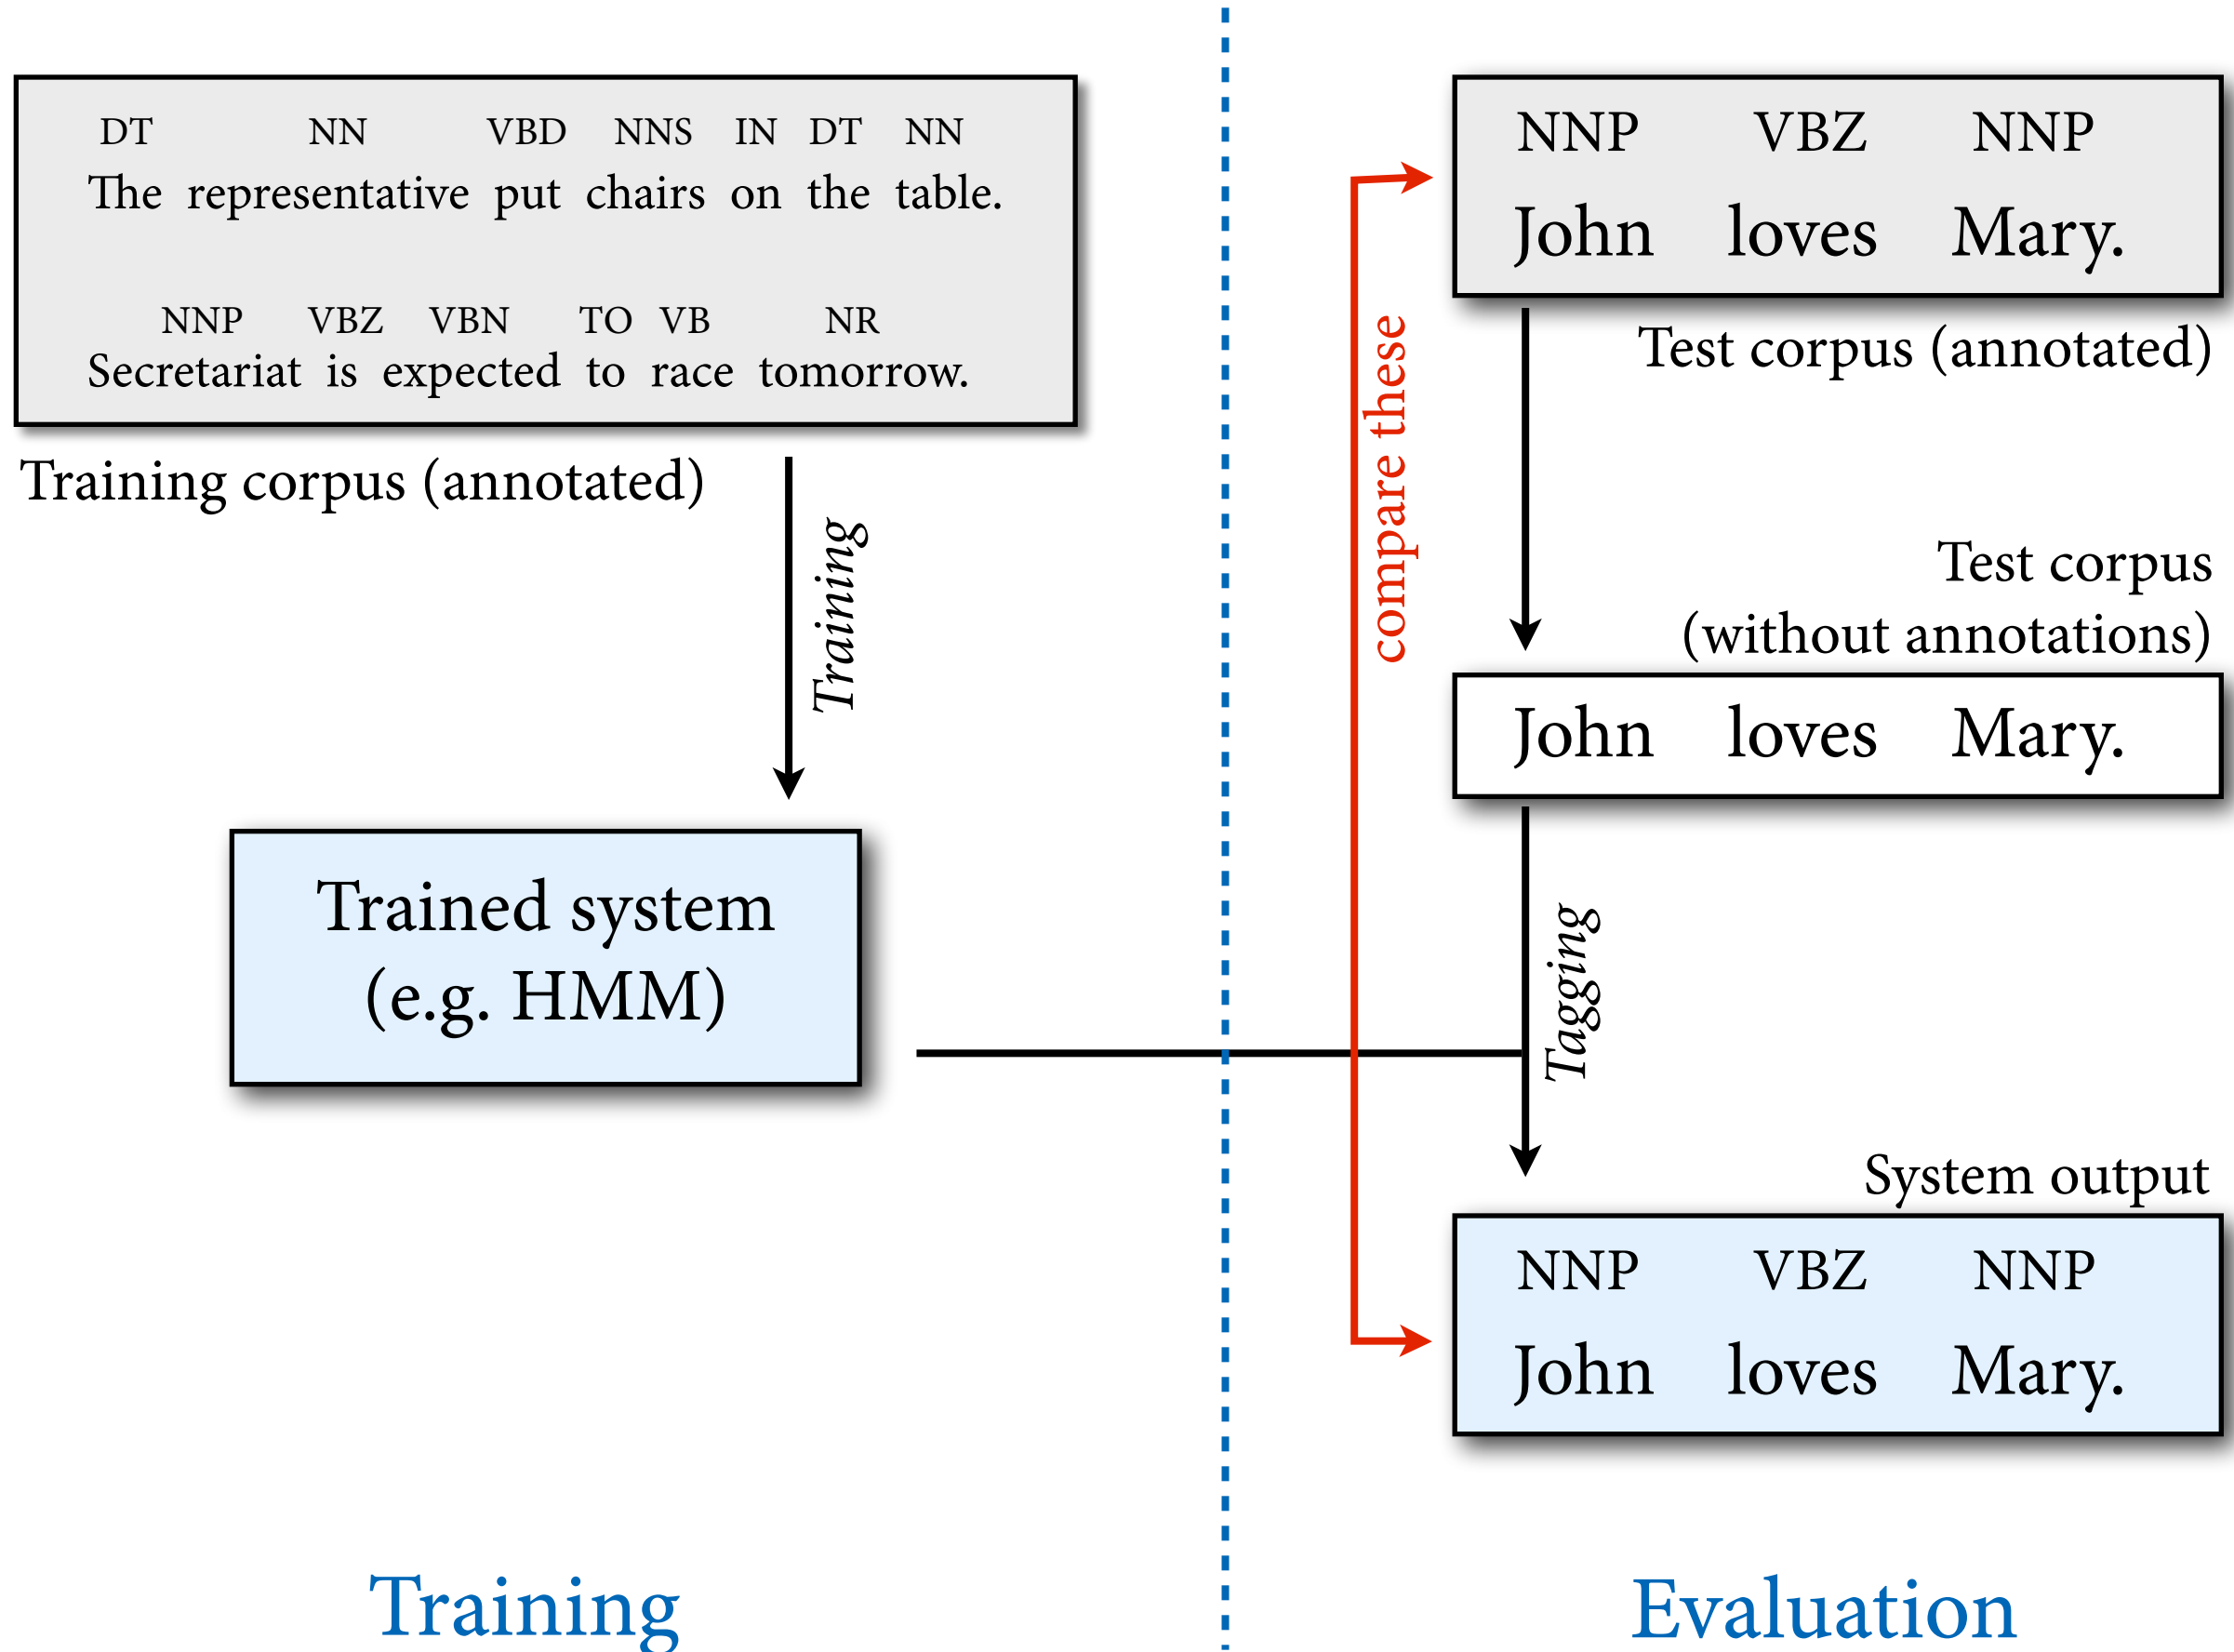 DT NN VBD NNS IN DT NN
The representative put chairs on the table.
NNP VBZ VBN TO VB NR
Secretariat is expected to race tomorrow.
Training corpus (annotated)
Training
Trained system
(e.g. HMM)
Training
NNP VBZ NNP
John loves Mary.
Test corpus (annotated)
compare these
Test corpus
(without annotations)
John loves Mary.
Tagging
System output
NNP VBZ NNP
John loves Mary.
Evaluation